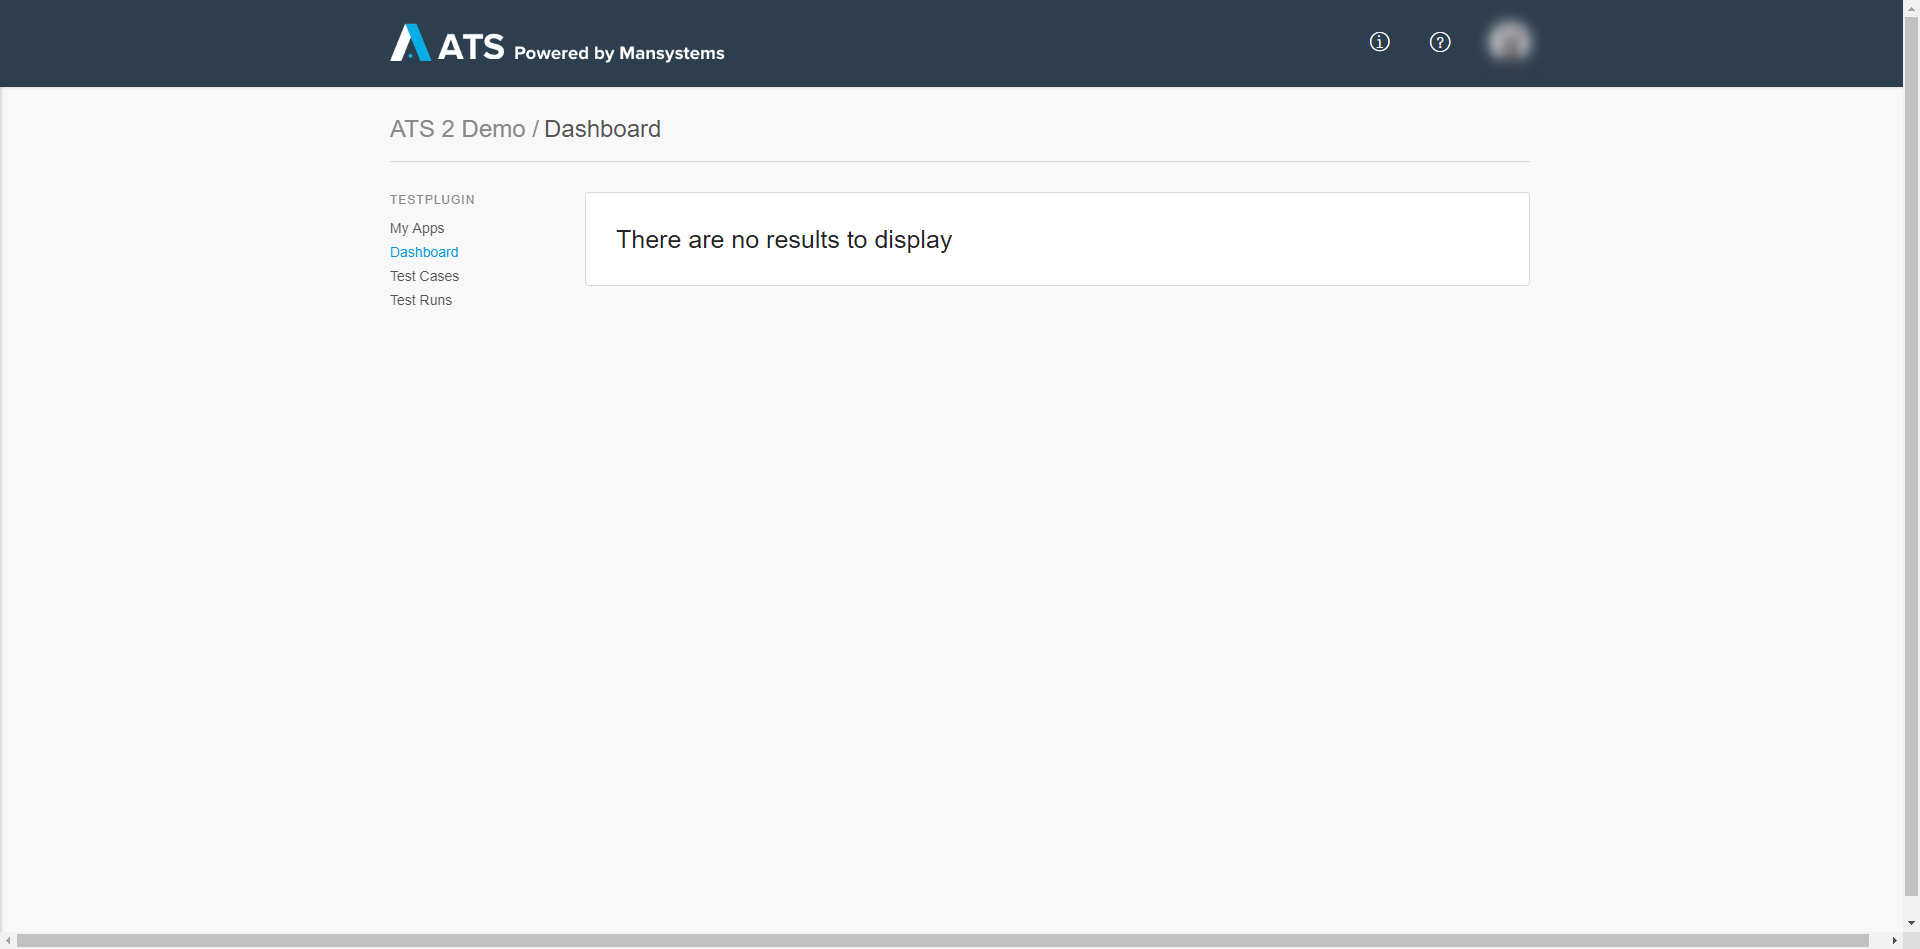 ATS Powered by Mansystems
ATS 2 Demo / Dashboard
TESTPLUGIN
My Apps
Dashboard
Test Cases
Test Runs
There are no results to display